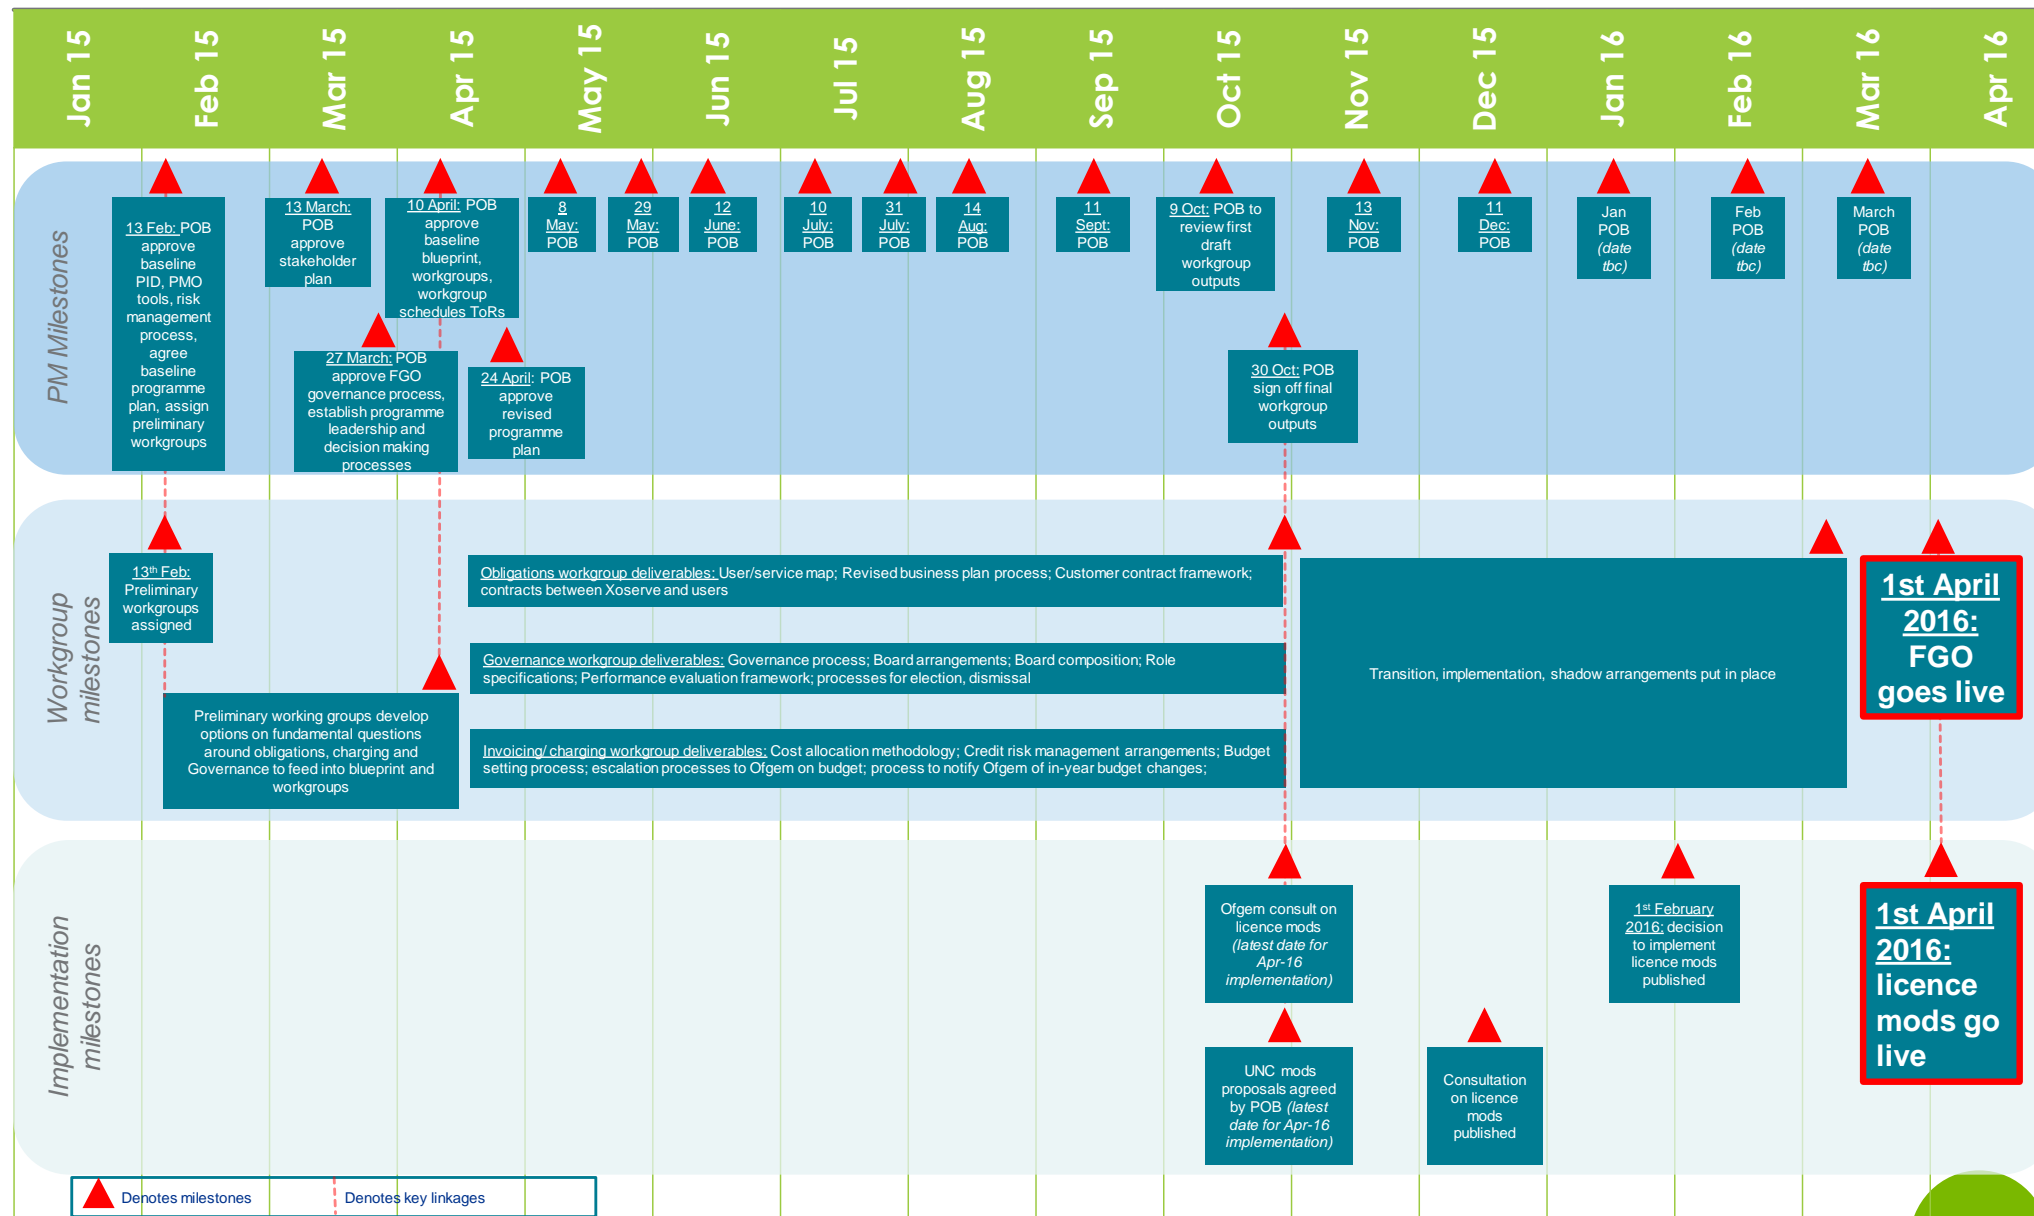 Jan 15
Feb 15
Mar 15
Apr 15
May 15
Jun 15
Jul 15
Aug 15
Sep 15
Oct 15
Nov 15
Dec 15
Jan 16
Feb 16
Mar 16
Apr 16
PM Milestones
13 Feb: POB
approve
baseline
PID, PMO
tools, risk
management
process,
agree
baseline
programme
plan, assign
preliminary
workgroups
13 March:
POB
approve
stakeholder
plan
10 April: POB
approve
baseline
blueprint,
workgroups,
workgroup
schedules ToRs
8
May:
POB
29
May:
POB
12
June:
POB
10
July:
POB
31
July:
POB
14
Aug:
POB
11
Sept:
POB
9 Oct: POB to
review first
draft
workgroup
outputs
13
Nov:
POB
11
Dec:
POB
Jan
POB
(date
tbc)
Feb
POB
(date
tbc)
March
POB
(date
tbc)
27 March: POB
approve FGO
governance process,
establish programme
leadership and
decision making
processes
24 April: POB
approve
revised
programme
plan
30 Oct: POB
sign off final
workgroup
outputs
Workgroup
milestones
13th Feb:
Preliminary
workgroups
assigned
Preliminary working groups develop
options on fundamental questions
around obligations, charging and
Governance to feed into blueprint and
workgroups
Obligations workgroup deliverables: User/service map; Revised business plan process; Customer contract framework;
contracts between Xoserve and users
Governance workgroup deliverables: Governance process; Board arrangements; Board composition; Role
specifications; Performance evaluation framework; processes for election, dismissal
Invoicing/ charging workgroup deliverables: Cost allocation methodology; Credit risk management arrangements; Budget
setting process; escalation processes to Ofgem on budget; process to notify Ofgem of in-year budget changes;
Transition, implementation, shadow arrangements put in place
1st April
2016:
FGO
goes live
Implementation
milestones
Ofgem consult on
licence mods
(latest date for
Apr-16
implementation)
UNC mods
proposals agreed
by POB (latest
date for Apr-16
implementation)
Consultation
on licence
mods
published
1st February
2016: decision
to implement
licence mods
published
1st April
2016:
licence
mods go
live
Denotes milestones
Denotes key linkages